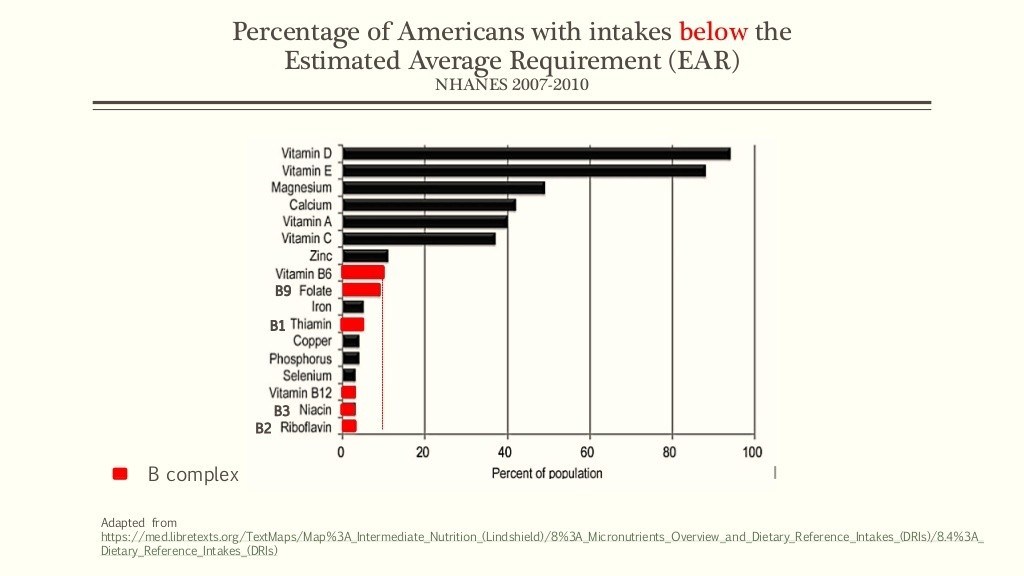 Percentage of Americans with intakes below the
Estimated Average Requirement (EAR)
NHANES 2007-2010
Vitamin D
Vitamin E
Magnesium
Calcium
Vitamin A
Vitamin C
Zinc
Vitamin B6
B9 Folate
Iron
B1 Thiamin
Copper
Phosphorus
Selenium
Vitamin B12
B3 Niacin
B2 Riboflavin
0 20 40 60 80 100
Percent of population
B complex
Adapted from
https://med.libretexts.org/TextMaps/Map%3A_Intermediate_Nutrition_(Lindshield)/8%3A_Micronutrients_Overview_and_Dietary_Reference_Intakes_(DRIs)/8.4%3A_
Dietary_Reference_Intakes_(DRIs)